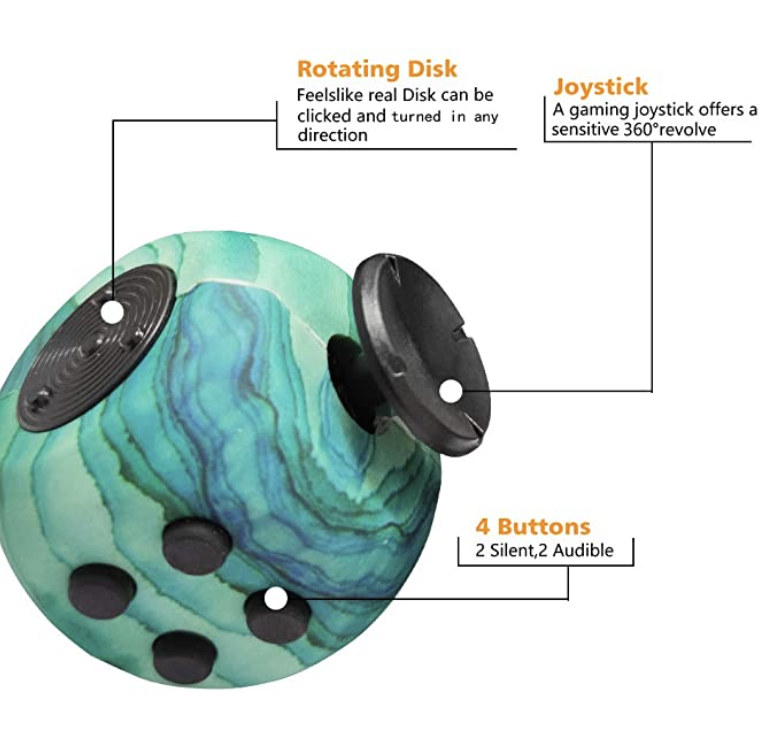 Rotating Disk
Feelslike real Disk can be
clicked and turned in any
direction
Joystick
A gaming joystick offers a
sensitive 360°revolve
4 Buttons
2 Silent,2 Audible